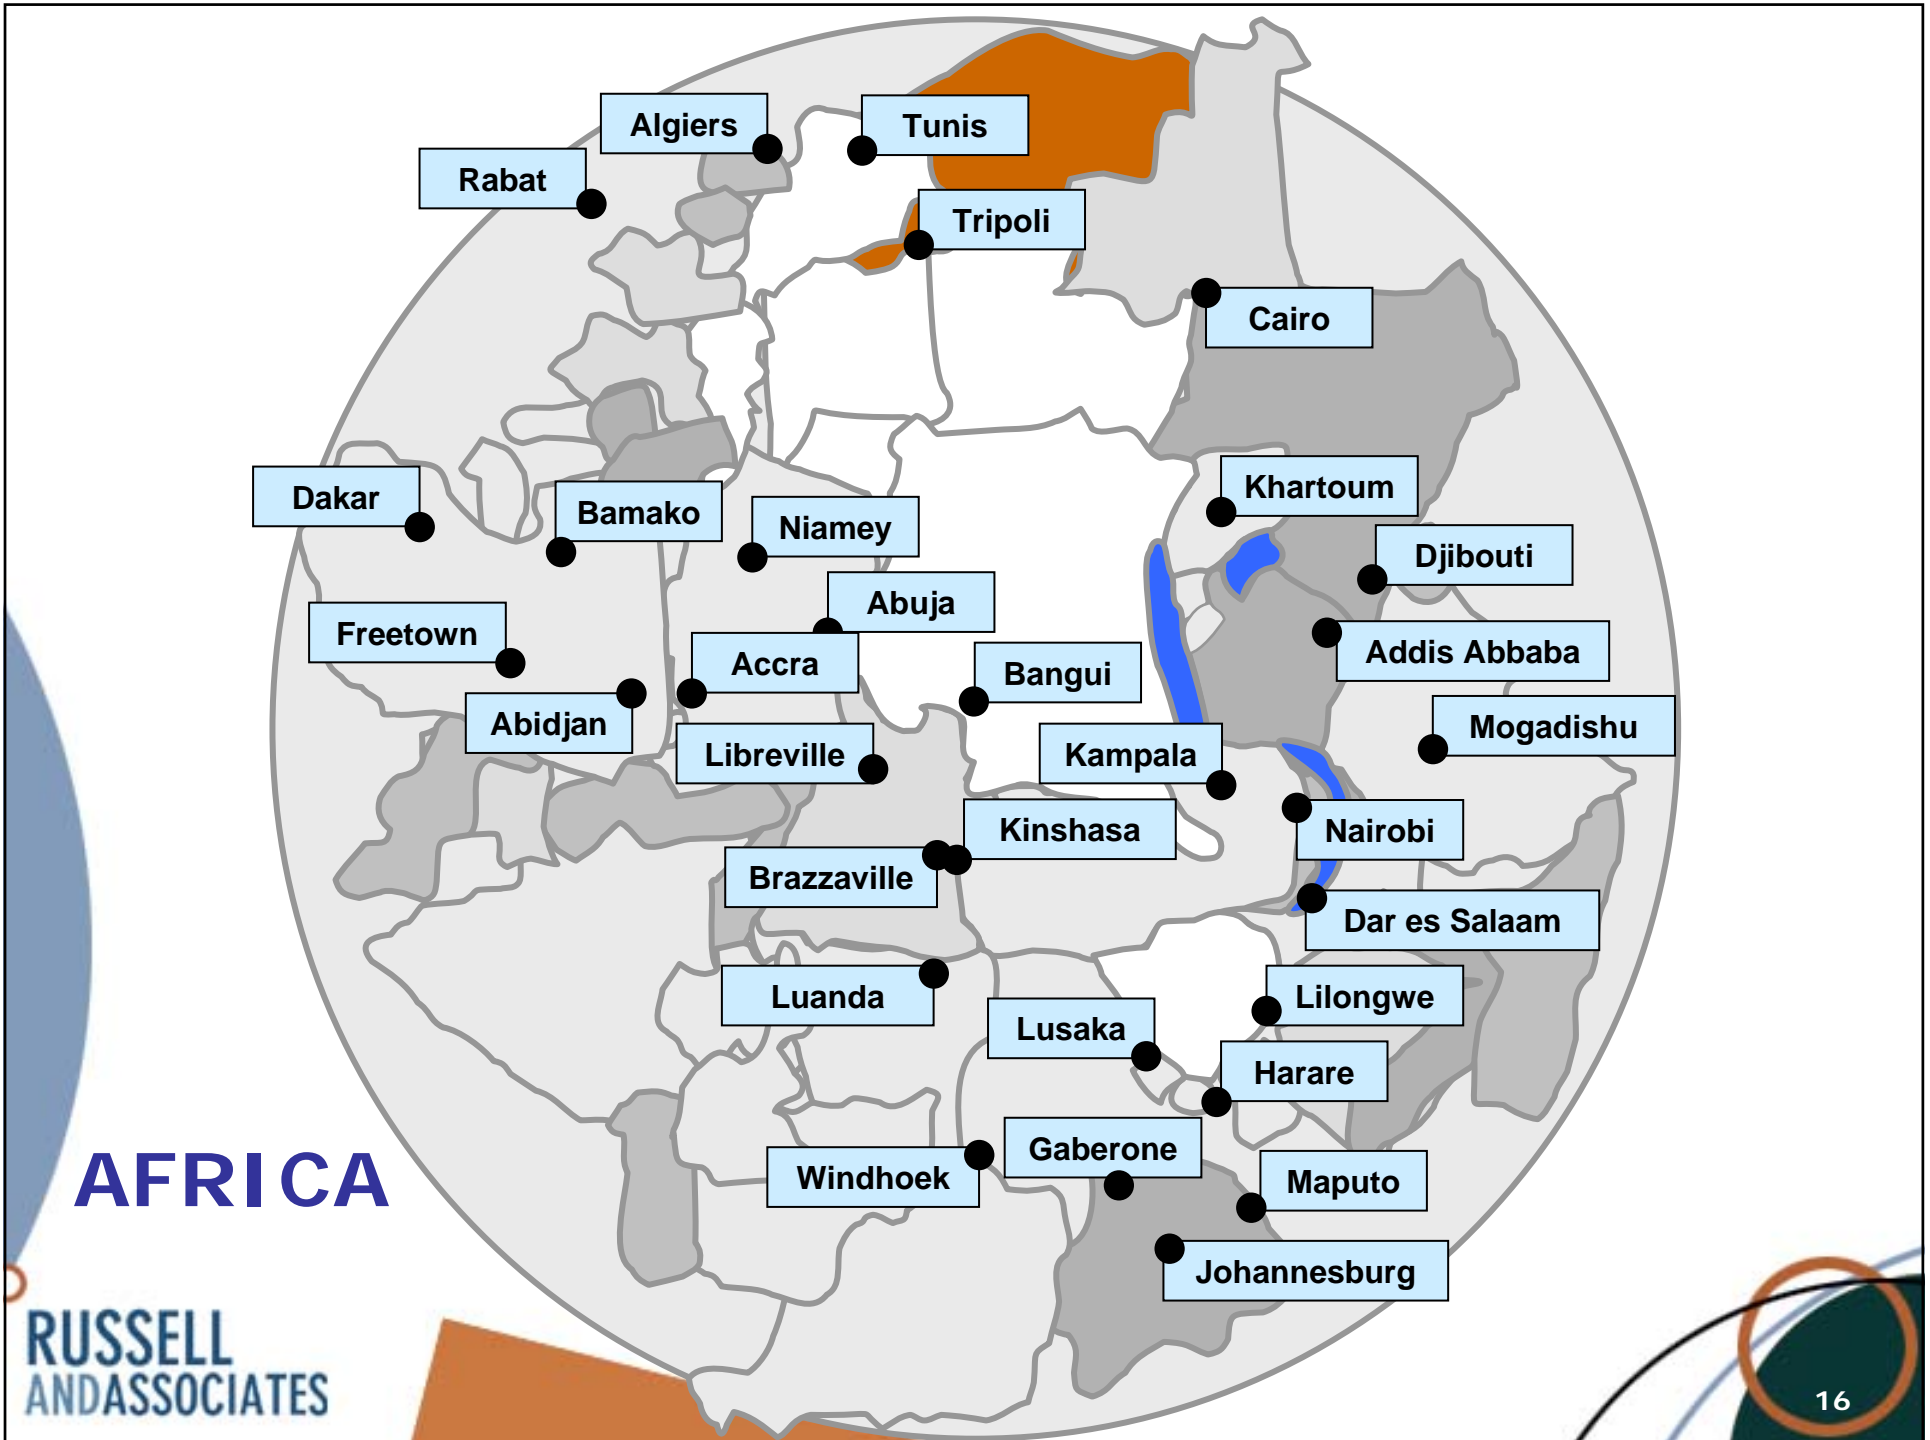 Algiers
Tunis
Rabat
Tripoli
Cairo
Dakar
Bamako
Niamey
Khartoum
Djibouti
Abuja
Freetown
Accra
Bangui
Addis Abbaba
Abidjan
Libreville
Kampala
Mogadishu
Kinshasa
Nairobi
Brazzaville
Dar es Salaam
Luanda
Lusaka
Lilongwe
Harare
Windhoek
Gaberone
Maputo
Johannesburg
AFRICA
RUSSELL
ANDASSOCIATES
16